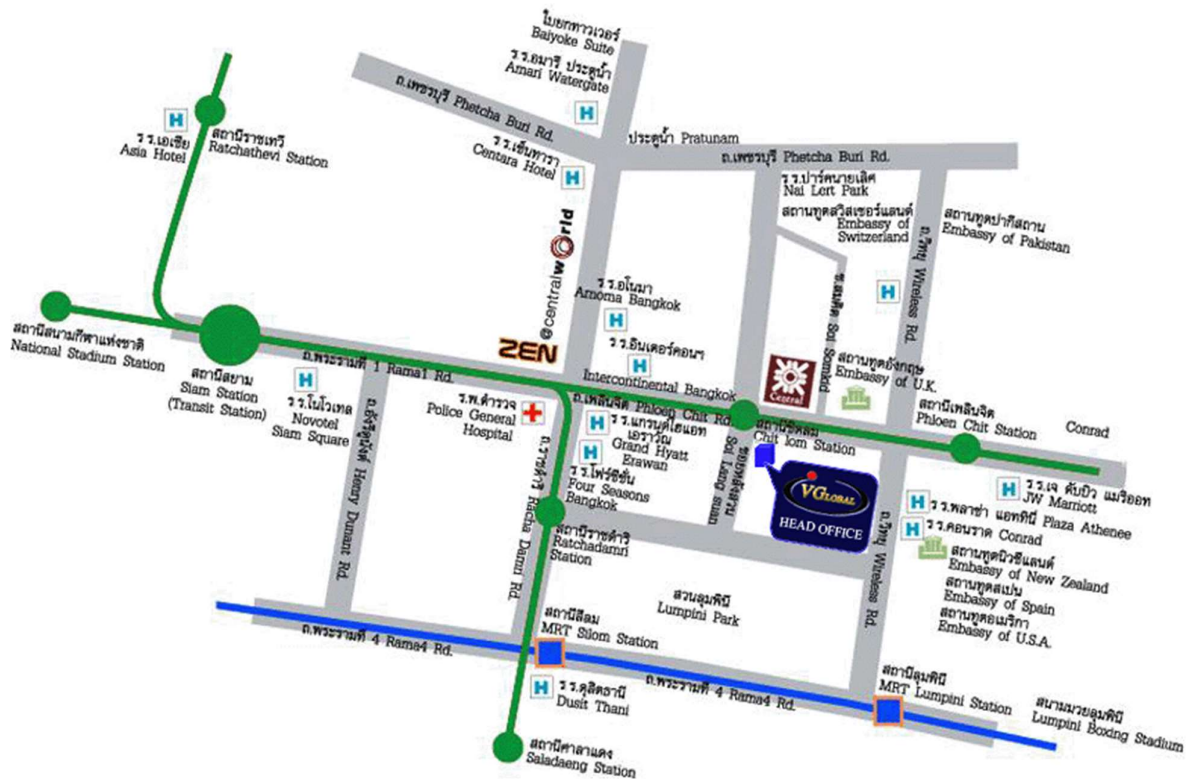 ใบยกทาวเวอร์
Baiyoke Suite
ร.ร.อมารี ประตูน้ำ
Amari Watergate
ถ.เพชรบุรี Phetcha Buri Rd.
ประตูน้ำ Pratunam
ถ.เพชรบุรี Phetcha Buri Rd.
ร.ร.เอเชีย
Asia Hotel
สถานีราชเทวี
Ratchathevi Station
ร.ร.เซ็นทารา
Centara Hotel
ร.ร.ปาร์คนายเลิศ
Nai Lert Park
สถานทูตสวิสเซอร์แลนด์
Embassy of
Switzerland
สถานทูตปากีสถาน
Embassy of Pakistan
ถ.วิทยุ Wireless Rd.
@centralworld
ZEN
ร.ร.อโนมา
Arnoma Bangkok
ร.ร.อินเตอร์คอนฯ
Intercontinental Bangkok
ซ.สมคิด Soi Somkid
Central
สถานทูตอังกฤษ
Embassy of U.K.
สถานีสนามกีฬาแห่งชาติ
National Stadium Station
สถานีสยาม
Siam Station
(Transit Station)
ถ.พระรามที่ 1 Rama1 Rd.
ร.ร.โนโวเทล
Novotel
Siam Square
ถ.อังรีดูนังต์ Henry Dunant Rd.
ร.พ.ตำรวจ
Police General
Hospital
ถ.เพลินจิต Phloen Chit Rd.
ร.ร.แกรนด์ไฮแอท
เอราวัณ
Grand Hyatt
Erawan
ร.ร.โฟร์ซีซั่น
Four Seasons
Bangkok
ถ.ราชดำริ Racha Damri Rd.
สถานีราชดำริ
Ratchadamri
Station
สถานีชิดลม
Chit lom Station
ซอยหลังสวน Soi Lang suan
VGLOBAL
HEAD OFFICE
สถานีเพลินจิต
Phloen Chit Station
Conrad
ร.ร.เจ ดับบิว แมริออท
JW Marriott
ร.ร.พลาซ่า แอททินี Plaza Athenee
ร.ร.คอนราด Conrad
สถานทูตนิวซีแลนด์
Embassy of New Zealand
สถานทูตสเปน
Embassy of Spain
สถานทูตอเมริกา
Embassy of U.S.A.
ถ.วิทยุ Wireless Rd.
สวนลุมพินี
Lumpini Park
สถานีสีลม
MRT Silom Station
ถ.พระรามที่ 4 Rama4 Rd.
ถ.พระรามที่ 4 Rama4 Rd.
ร.ร.ดุสิตธานี
Dusit Thani
สถานีลุมพินี
MRT Lumpini Station
สนามมวยลุมพินี
Lumpini Boxing Stadium
สถานีศาลาแดง
Saladaeng Station